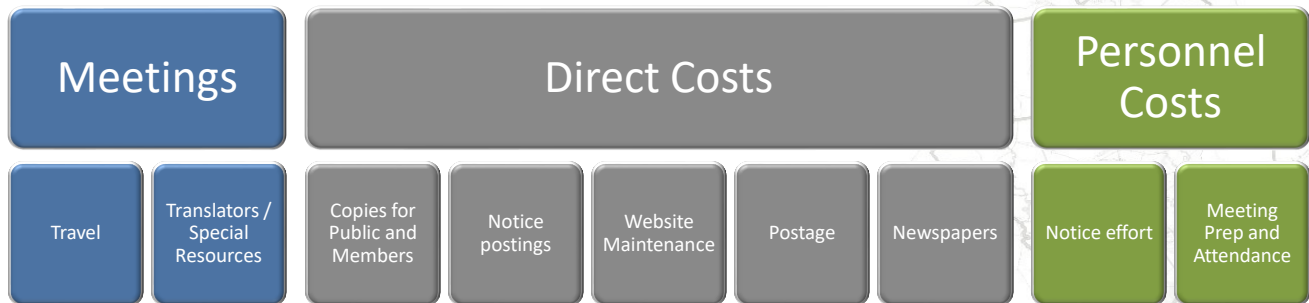 Meetings
Direct Costs
Personnel
Costs
Travel
Translators /
Special
Resources
Copies for
Public and
Members
Notice
postings
Website
Maintenance
Postage
Newspapers
Notice effort
Meeting
Prep and
Attendance